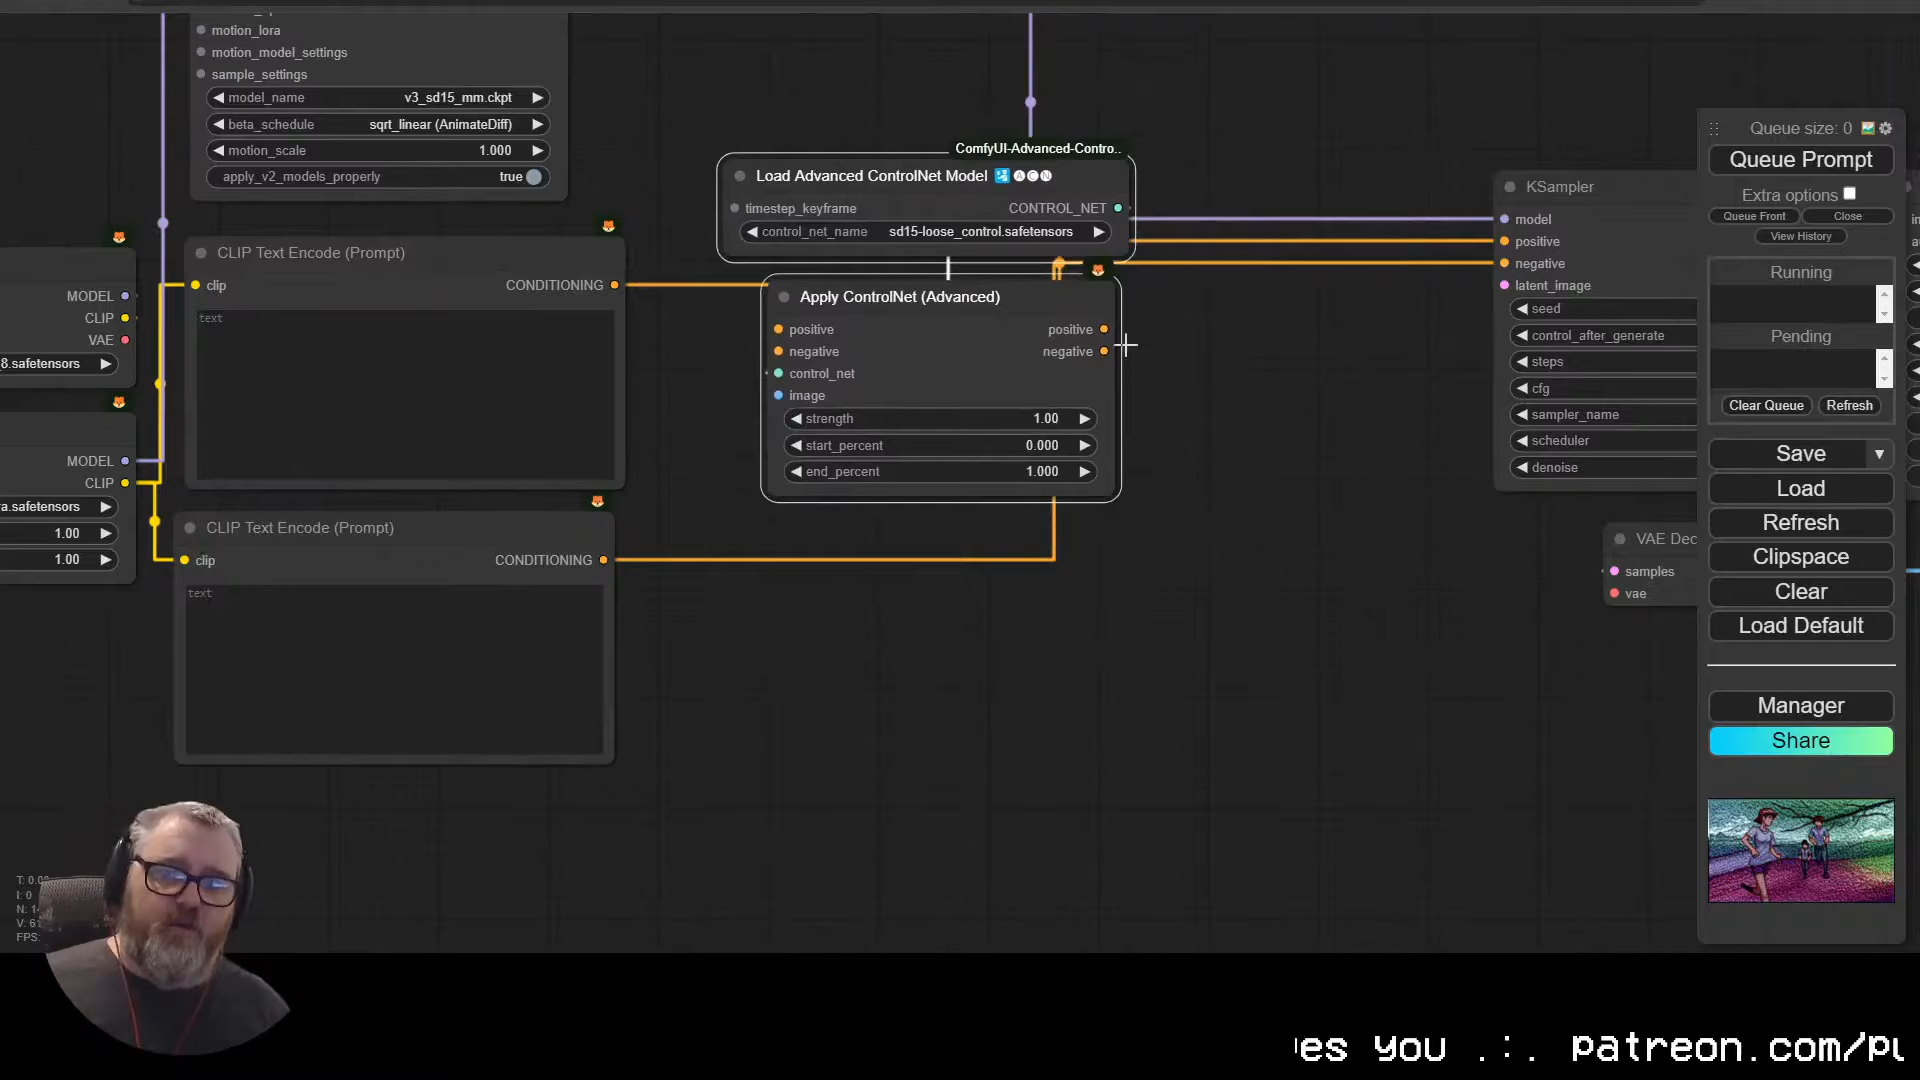 motion_lora
motion_model_settings
sample_settings
model_name v3_sd15_mm.ckpt
beta_schedule sqrt_linear (AnimateDiff)
motion_scale 1.000
apply_v2_models_properly true
MODEL
CLIP
VAE
8.safetensors
MODEL
CLIP
a.safetensors
1.00
1.00
CLIP Text Encode (Prompt)
clip CONDITIONING
text
CLIP Text Encode (Prompt)
clip CONDITIONING
text
ComfyUI-Advanced-Contro..
Load Advanced ControlNet Model 🛂🅐🅒🅝
timestep_keyframe CONTROL_NET
control_net_name sd15-loose_control.safetensors
Apply ControlNet (Advanced)
positive positive
negative negative
control_net
image
strength 1.00
start_percent 0.000
end_percent 1.000
KSampler
model
positive
negative
latent_image
seed
control_after_generate
steps
cfg
sampler_name
scheduler
denoise
VAE Dec
samples
vae
Queue size: 0
Queue Prompt
Extra options
Queue Front Close
View History
Running
Pending
Clear Queue Refresh
Save
Load
Refresh
Clipspace
Clear
Load Default
Manager
Share
I: 0
FPS:
es you .:. patreon.com/pu